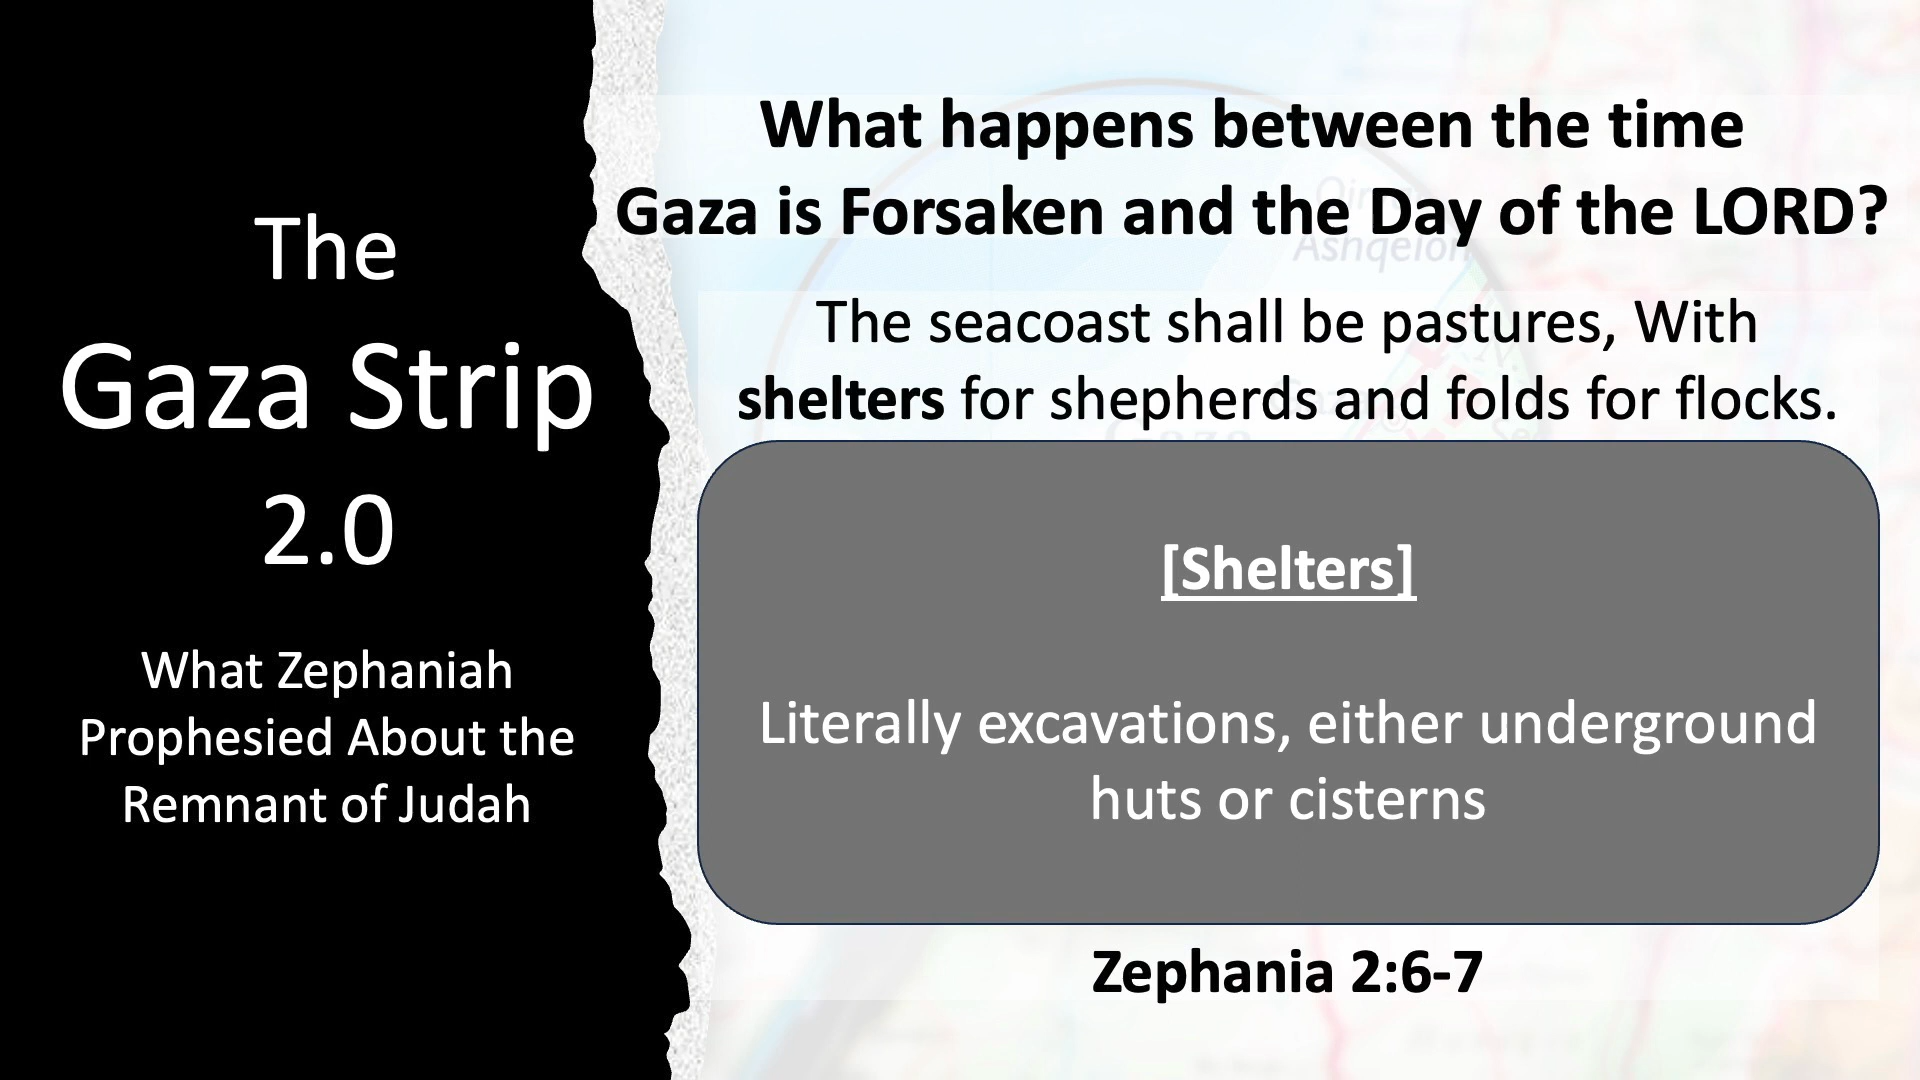 The
Gaza Strip
2.0
What Zephaniah
Prophesied About the
Remnant of Judah
What happens between the time
Gaza is Forsaken and the Day of the LORD?
Ashqelon
The seacoast shall be pastures, With
shelters for shepherds and folds for flocks.
Gaza
[Shelters]
Literally excavations, either underground
huts or cisterns
Zephania 2:6-7